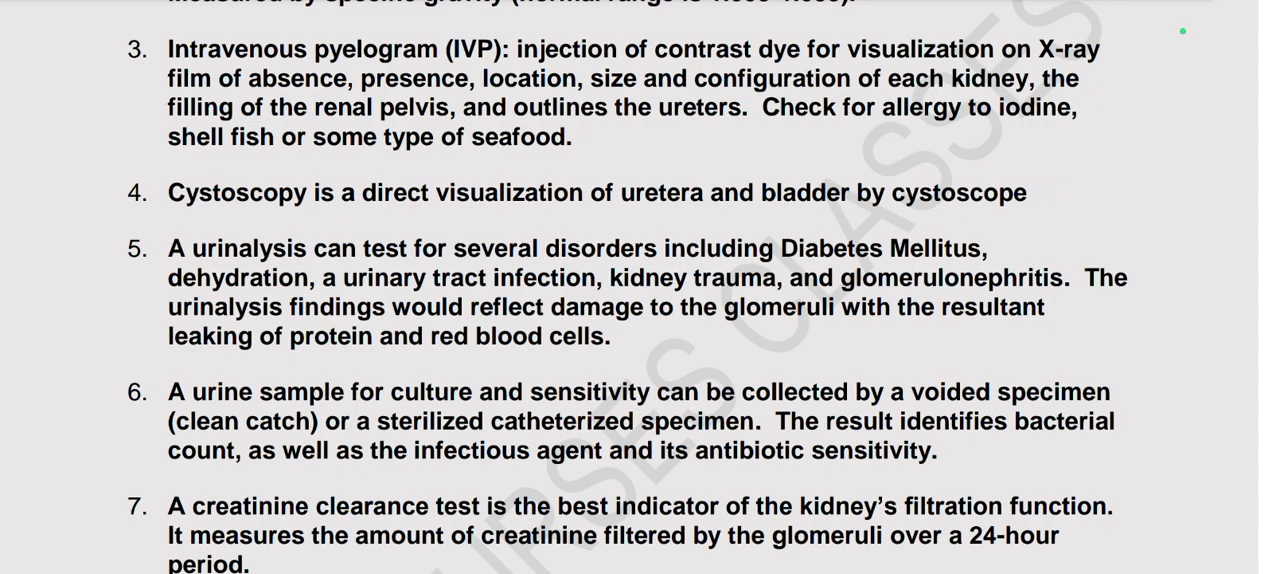 3. Intravenous pyelogram (IVP): injection of contrast dye for visualization on X-ray
film of absence, presence, location, size and configuration of each kidney, the
filling of the renal pelvis, and outlines the ureters.  Check for allergy to iodine,
shell fish or some type of seafood.
4. Cystoscopy is a direct visualization of uretera and bladder by cystoscope
5. A urinalysis can test for several disorders including Diabetes Mellitus,
dehydration, a urinary tract infection, kidney trauma, and glomerulonephritis.  The
urinalysis findings would reflect damage to the glomeruli with the resultant
leaking of protein and red blood cells.
6. A urine sample for culture and sensitivity can be collected by a voided specimen
(clean catch) or a sterilized catheterized specimen.  The result identifies bacterial
count, as well as the infectious agent and its antibiotic sensitivity.
7. A creatinine clearance test is the best indicator of the kidney’s filtration function.
It measures the amount of creatinine filtered by the glomeruli over a 24-hour
period.
URSES CLASSES